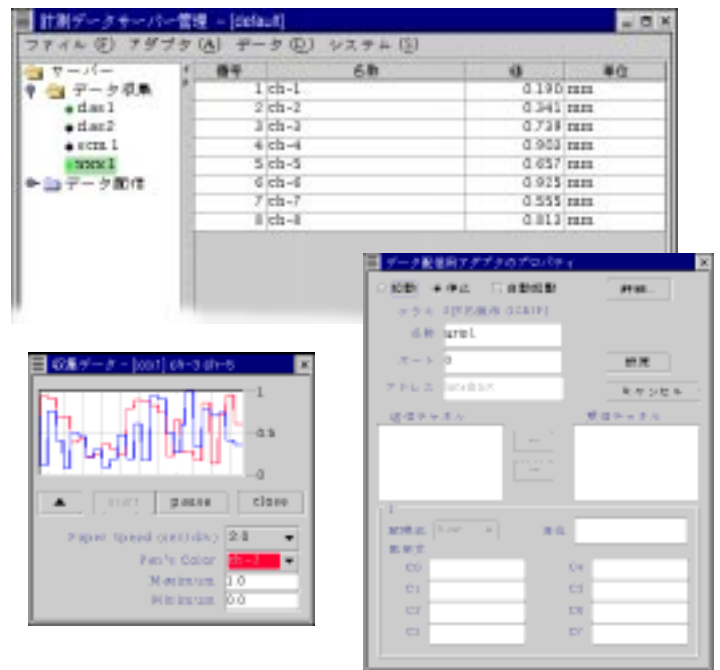 計測データサーバー管理 - [default]
ファイル (F) アダプタ (A) データ (D) システム (S)
サーバー
データ収集
das1
das2
scm1
データ配信
番号 名称 値 単位
1 ch-1 0.190 mm
2 ch-2 0.341 mm
3 ch-3 0.739 mm
4 ch-4 0.903 mm
5 ch-5 0.657 mm
6 ch-6 0.925 mm
7 ch-7 0.555 mm
8 ch-8 0.813 mm
データ配信用アダプタのプロパティ
起動 停止 自動起動 詳細...
名称
ポート 0
アドレス localhost
キャンセル
送信チャネル 受信チャネル
単位
C0 C4
C1 C5
C2 C6
C3 C7
収集データ - ch-3 ch-5
1
0.5
0
start pause close
Paper Speed
Pen's Color ch-3
Maximum 1.0
Minimum 0.0